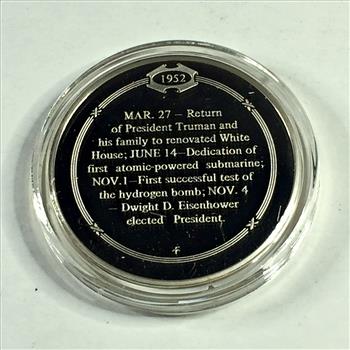 1952
MAR. 27 — Return
of President Truman and
his family to renovated White
House; JUNE 14—Dedication of
first atomic-powered submarine;
NOV. 1—First successful test of
the hydrogen bomb; NOV. 4
— Dwight D. Eisenhower
elected President.